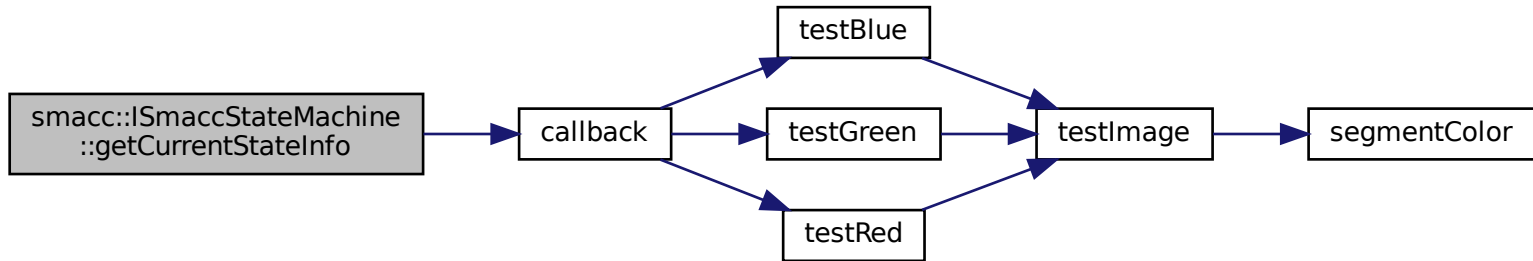 smacc::ISmaccStateMachine
::getCurrentStateInfo
callback
testBlue
testGreen
testRed
testImage
segmentColor